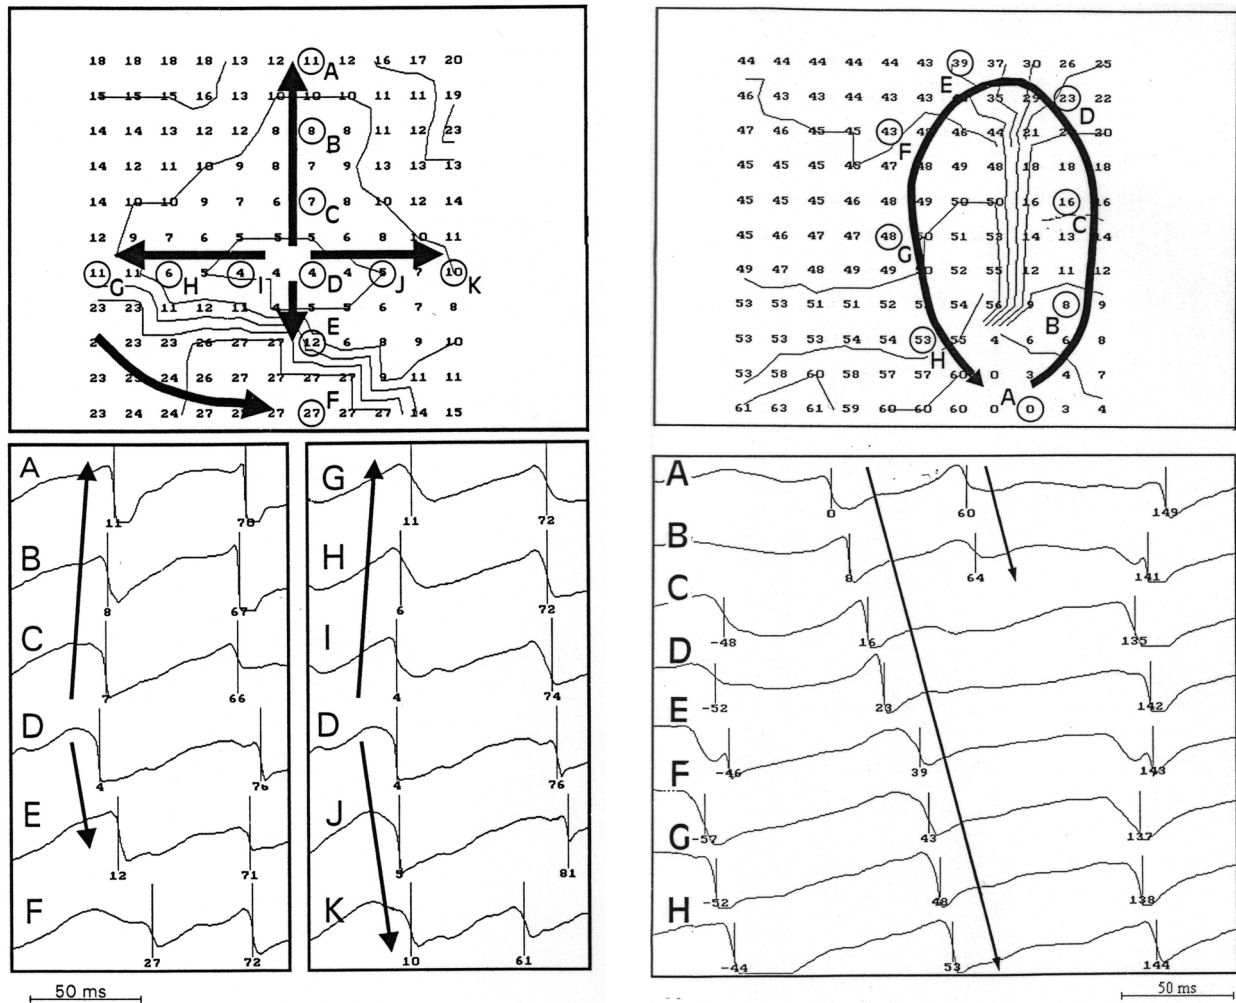 18 18 18 18 13 12 11 12 16 17 20
A
15 15 15 16 13 10 10 10 11 11 19
14 14 13 12 12 8 8 8 11 12 23
B
14 12 11 10 9 8 7 9 13 13 13
14 10 10 9 7 6 7 8 10 12 14
C
12 9 7 6 5 5 5 6 8 10 11
11 11 6 5 4 4 4 5 7 10
G H I D J K
23 23 11 12 11 4 5 5 6 7 8
E
23 23 26 27 27 12 6 8 9 10
23 23 24 26 27 27 27 27 9 11 11
F
23 24 24 27 27 27 27 27 14 15
44 44 44 44 44 43 39 37 30 26 25
E
46 43 43 44 43 43 35 29 23 22
D
47 46 45 45 43 46 44 21 20
F
45 45 45 45 47 48 49 48 18 18 18
45 45 45 46 48 49 50 50 16 16 16
C
45 46 47 47 48 50 51 53 14 13 14
G
49 47 48 49 49 50 52 55 12 11 12
53 53 51 51 52 54 56 9 8 9
B
53 53 53 54 54 53 55 4 6 6 8
H
53 58 60 58 57 57 60 0 3 4 7
A
61 63 61 59 60 60 60 0 0 3 4
A
11 78
B
8 67
C
7 66
D
4 76
E
12 71
F
27 72
50 ms
G
11 72
H
6 72
I
4 74
D
4 76
J
5 81
K
10 61
A
0 60 149
B
8 64 141
C
-48 16 135
D
-52 23 142
E
-46 39 143
F
-57 43 137
G
-52 48 138
H
-44 53 144
50 ms